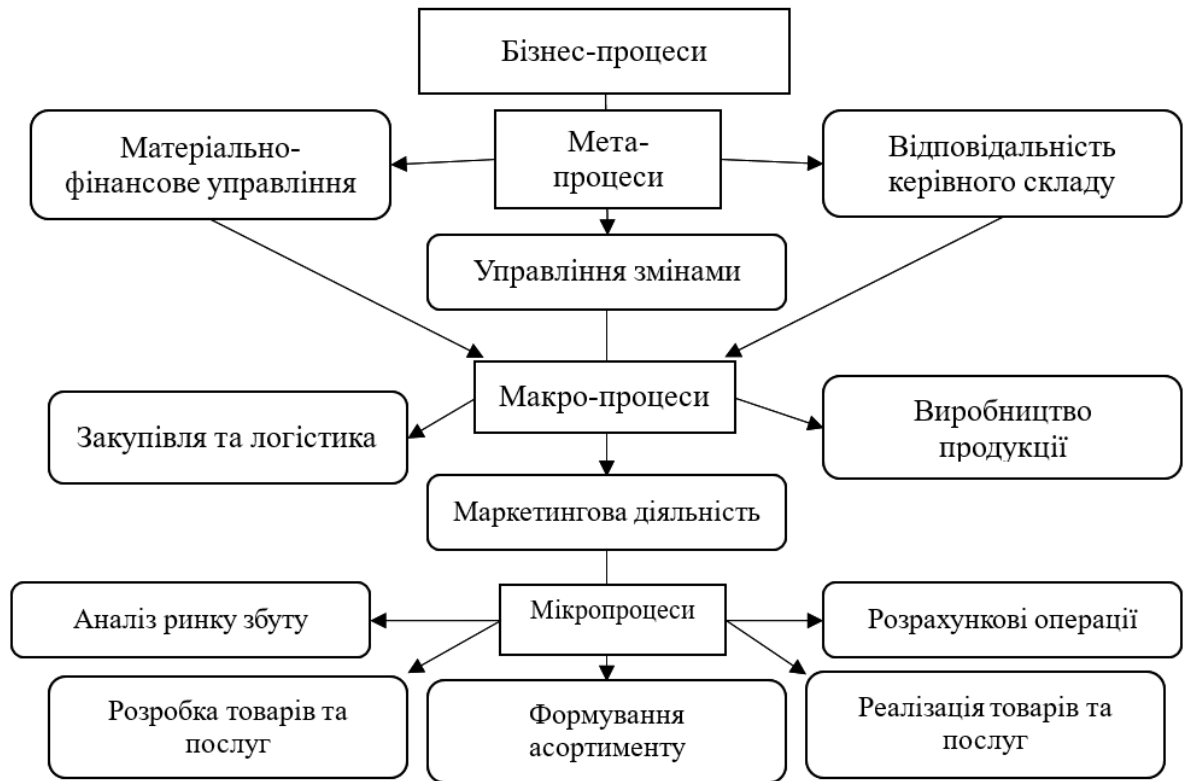 Бізнес-процеси
Матеріально-
фінансове управління
Мета-
процеси
Відповідальність
керівного складу
Управління змінами
Закупівля та логістика
Макро-процеси
Виробництво
продукції
Маркетингова діяльність
Аналіз ринку збуту
Мікропроцеси
Розрахункові операції
Розробка товарів та
послуг
Формування
асортименту
Реалізація товарів та
послуг